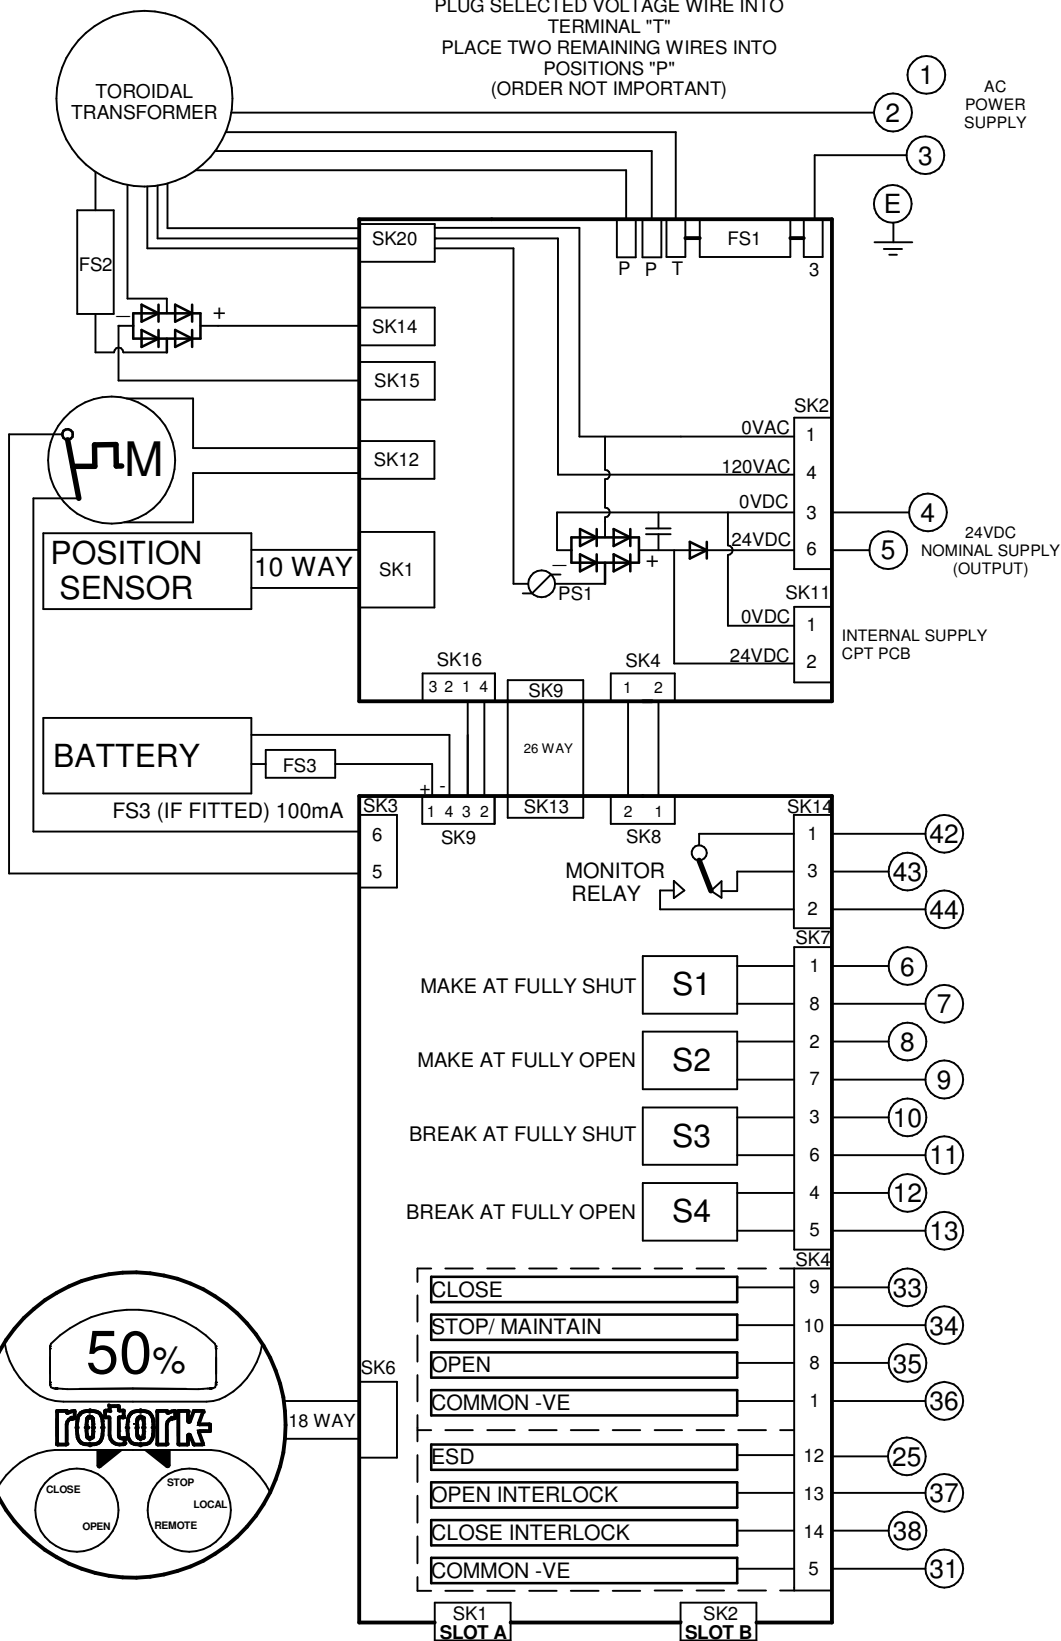 PLUG SELECTED VOLTAGE WIRE INTO
TERMINAL "T"
PLACE TWO REMAINING WIRES INTO
POSITIONS "P"
(ORDER NOT IMPORTANT)
TOROIDAL
TRANSFORMER
1
2
AC
POWER
SUPPLY
3
E
FS2
SK20
P P T
FS1
3
SK14
SK15
- +
SK2
0VAC 1
120VAC 4
0VDC 3
24VDC 6
4
5
24VDC
NOMINAL SUPPLY
(OUTPUT)
M
SK12
POSITION
SENSOR
10 WAY
SK1
- +
PS1
SK11
0VDC 1
24VDC 2
INTERNAL SUPPLY
CPT PCB
SK16
3 2 1 4
SK9
SK4
1 2
BATTERY
FS3
26 WAY
FS3 (IF FITTED) 100mA
+ -
SK3
6
5
1 4 3 2
SK9
SK13
2 1
SK8
SK14
MONITOR
RELAY
1 42
3 43
2 44
SK7
MAKE AT FULLY SHUT S1
1 6
8 7
MAKE AT FULLY OPEN S2
2 8
7 9
BREAK AT FULLY SHUT S3
3 10
6 11
BREAK AT FULLY OPEN S4
4 12
5 13
SK4
CLOSE 9 33
STOP/ MAINTAIN 10 34
OPEN 8 35
COMMON -VE 1 36
ESD 12 25
OPEN INTERLOCK 13 37
CLOSE INTERLOCK 14 38
COMMON -VE 5 31
50%
rotork
CLOSE
OPEN
STOP
LOCAL
REMOTE
18 WAY
SK6
SK1
SLOT A
SK2
SLOT B